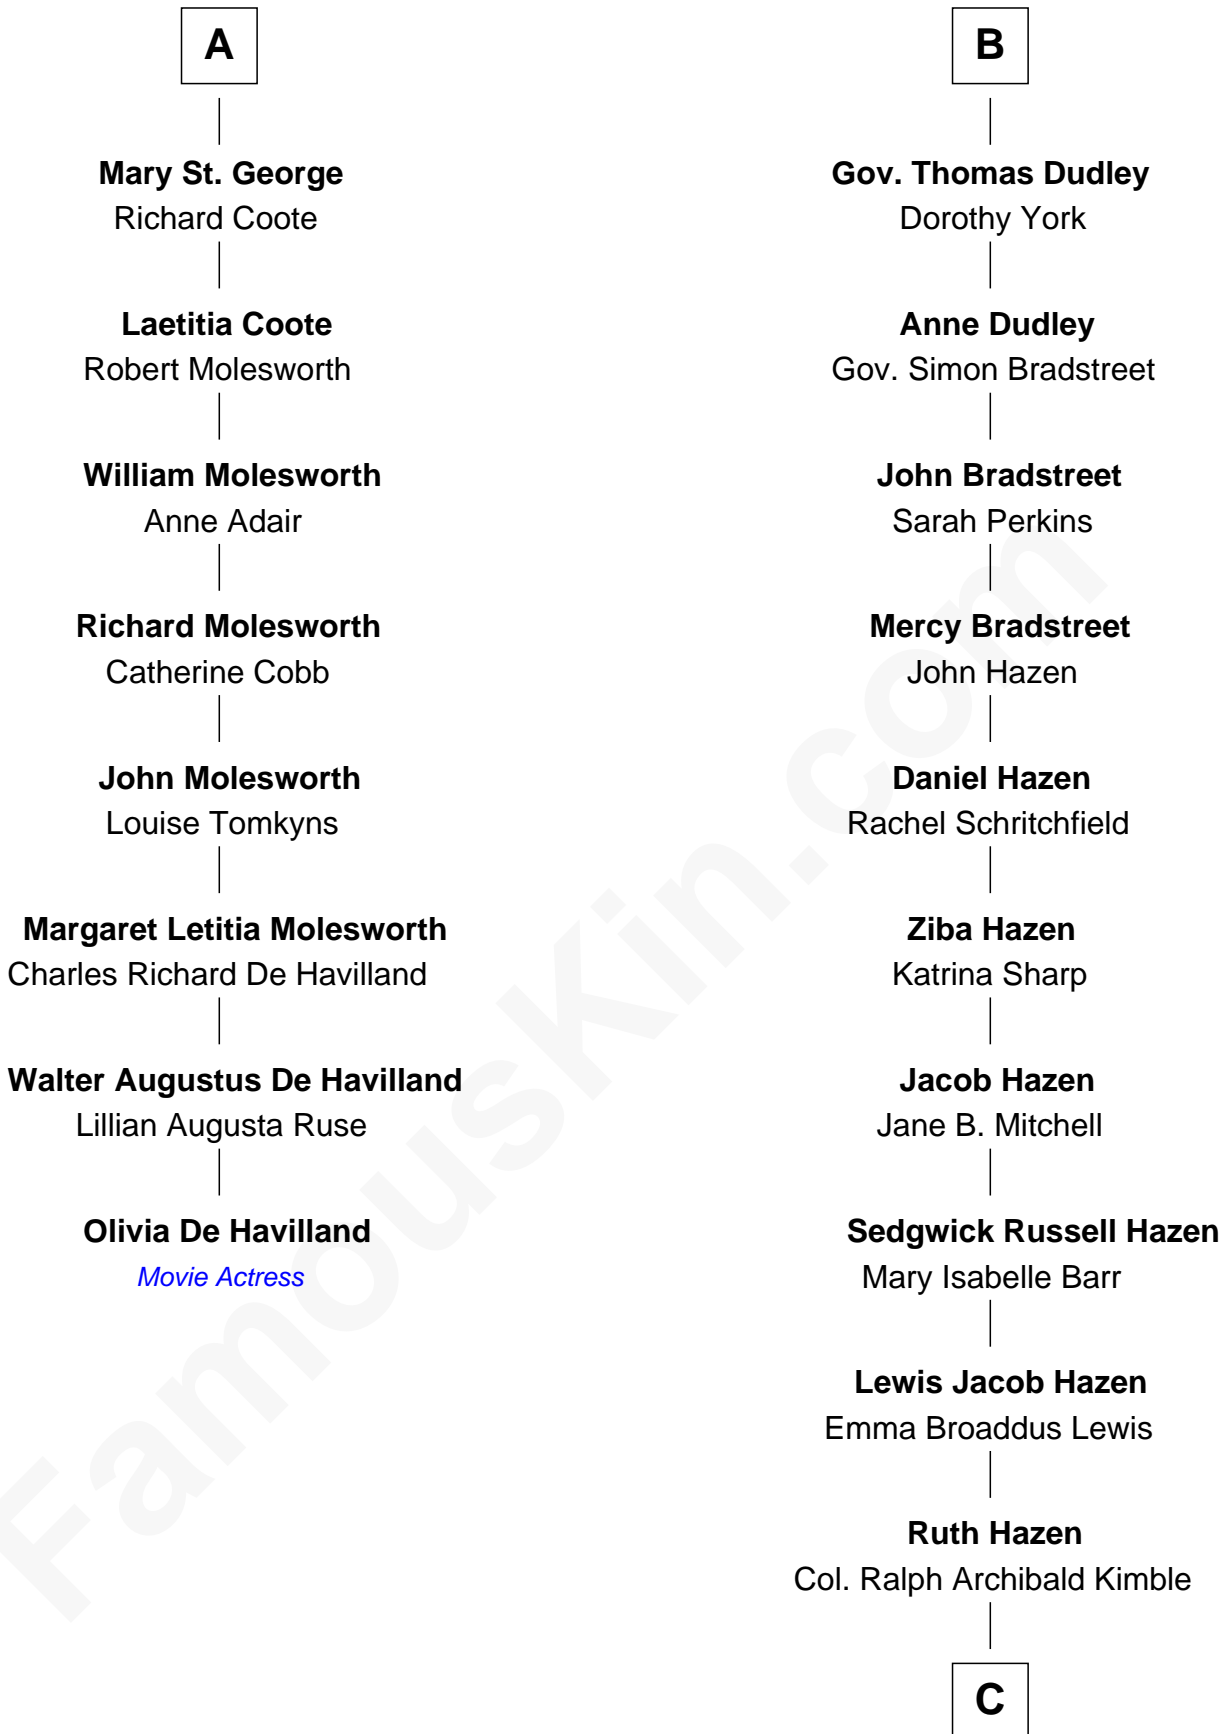 A
Mary St. George
Richard Coote
Laetitia Coote
Robert Molesworth
William Molesworth
Anne Adair
Richard Molesworth
Catherine Cobb
John Molesworth
Louise Tomkyns
Margaret Letitia Molesworth
Charles Richard De Havilland
Walter Augustus De Havilland
Lillian Augusta Ruse
Olivia De Havilland
Movie Actress
B
Gov. Thomas Dudley
Dorothy York
Anne Dudley
Gov. Simon Bradstreet
John Bradstreet
Sarah Perkins
Mercy Bradstreet
John Hazen
Daniel Hazen
Rachel Schritchfield
Ziba Hazen
Katrina Sharp
Jacob Hazen
Jane B. Mitchell
Sedgwick Russell Hazen
Mary Isabelle Barr
Lewis Jacob Hazen
Emma Broaddus Lewis
Ruth Hazen
Col. Ralph Archibald Kimble
C
FamousKin.com